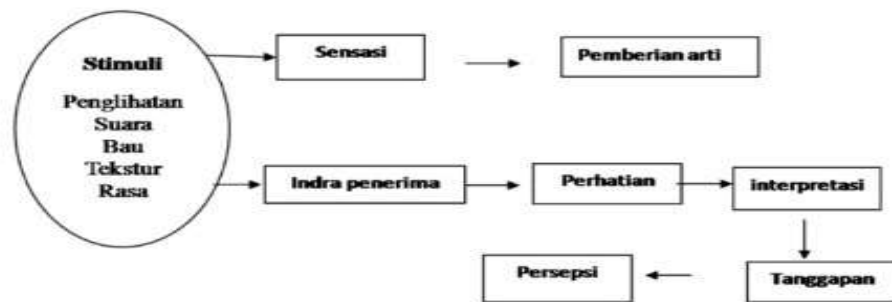 Stimuli
Penglihatan
Suara
Bau
Tekstur
Rasa
Sensasi
Pemberian arti
Indra penerima
Perhatian
interpretasi
Tanggapan
Persepsi